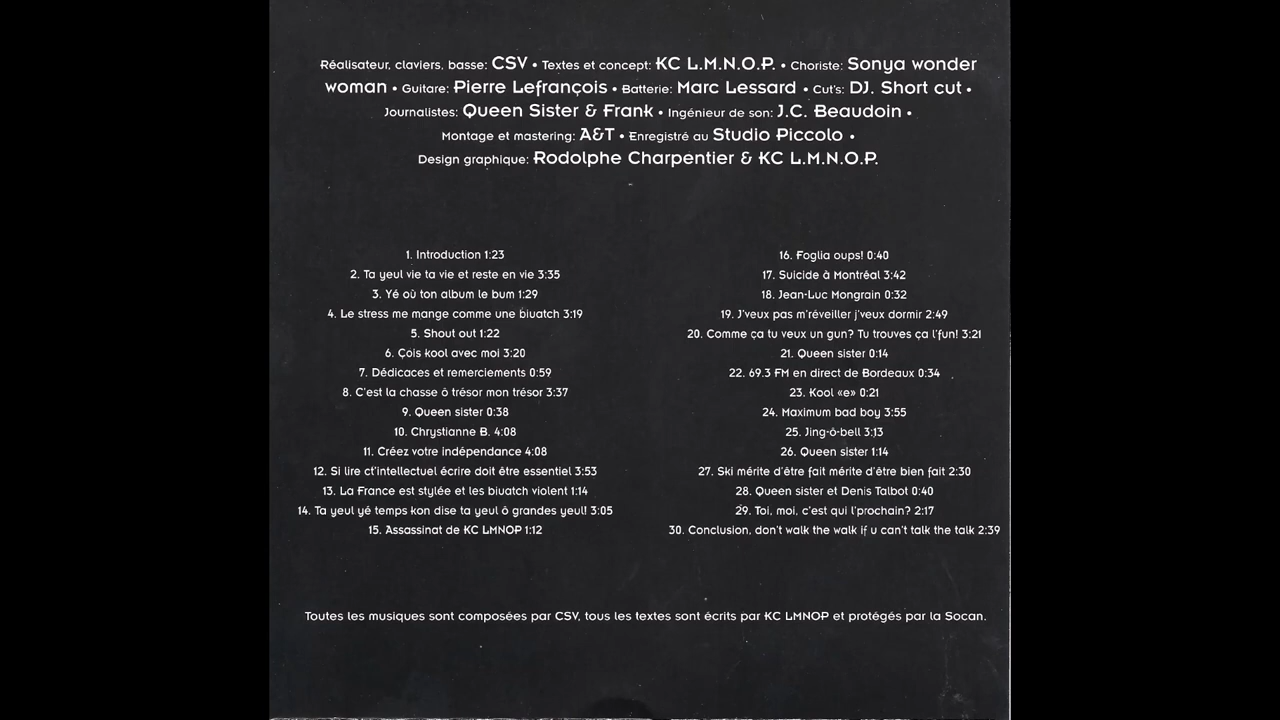 Réalisateur, claviers, basse: CSV • Textes et concept: KC L.M.N.O.P. • Choriste: Sonya wonder
woman • Guitare: Pierre Lefrançois • Batterie: Marc Lessard • Cut's: DJ. Short cut •
Journalistes: Queen Sister & Frank • Ingénieur de son: J.C. Beaudoin •
Montage et mastering: A&T • Enregistré au Studio Piccolo •
Design graphique: Rodolphe Charpentier & KC L.M.N.O.P.
1. Introduction 1:23
2. Ta yeul vie ta vie et reste en vie 3:35
3. Yé où ton album le bum 1:29
4. Le stress me mange comme une biuatch 3:19
5. Shout out 1:22
6. Çois kool avec moi 3:20
7. Dédicaces et remerciements 0:59
8. C'est la chasse ô trésor mon trésor 3:37
9. Queen sister 0:38
10. Chrystianne B. 4:08
11. Créez votre indépendance 4:08
12. Si lire ct'intellectuel écrire doit être essentiel 3:53
13. La France est stylée et les biuatch violent 1:14
14. Ta yeul yé temps kon dise ta yeul ô grandes yeul! 3:05
15. Assassinat de KC LMNOP 1:12
16. Foglia oups! 0:40
17. Suicide à Montréal 3:42
18. Jean-Luc Mongrain 0:32
19. J'veux pas m'réveiller j'veux dormir 2:49
20. Comme ça tu veux un gun? Tu trouves ça l'fun! 3:21
21. Queen sister 0:14
22. 69.3 FM en direct de Bordeaux 0:34
23. Kool «e» 0:21
24. Maximum bad boy 3:55
25. Jing-ô-bell 3:13
26. Queen sister 1:14
27. Ski mérite d'être fait mérite d'être bien fait 2:30
28. Queen sister et Denis Talbot 0:40
29. Toi, moi, c'est qui l'prochain? 2:17
30. Conclusion, don't walk the walk if u can't talk the talk 2:39
Toutes les musiques sont composées par CSV, tous les textes sont écrits par KC LMNOP et protégés par la Socan.